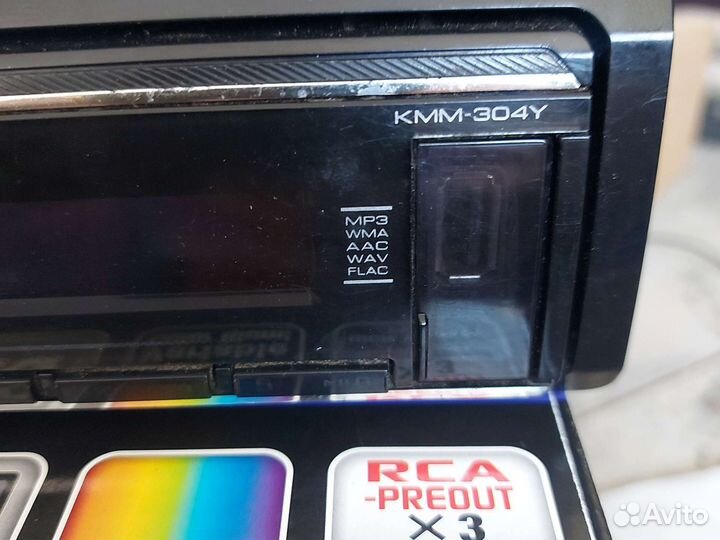 KMM-304Y
MP3
WMA
AAC
WAV
FLAC
RCA
-PREOUT
× 3
Avito